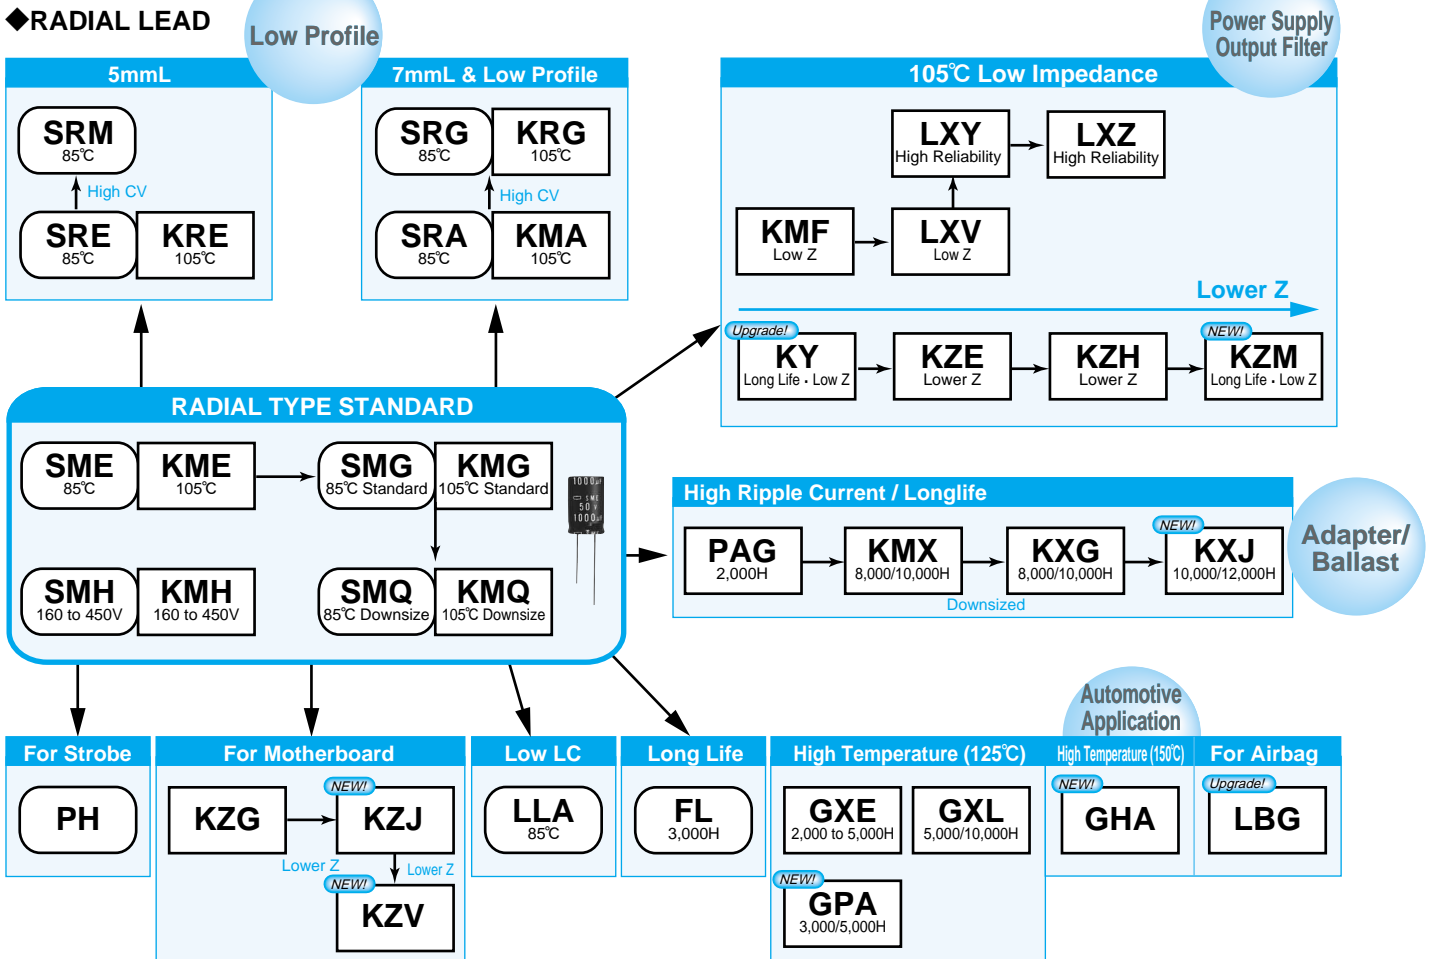 ◆RADIAL LEAD
Low Profile
Power Supply
Output Filter
5mmL
SRM
85℃
High CV
SRE
85℃
KRE
105℃
7mmL & Low Profile
SRG
85℃
KRG
105℃
High CV
SRA
85℃
KMA
105℃
105℃ Low Impedance
LXY
High Reliability
LXZ
High Reliability
KMF
Low Z
LXV
Low Z
Lower Z
Upgrade!
KY
Long Life・Low Z
KZE
Lower Z
KZH
Lower Z
NEW!
KZM
Long Life・Low Z
RADIAL TYPE STANDARD
SME
85℃
KME
105℃
SMG
85℃ Standard
KMG
105℃ Standard
SMH
160 to 450V
KMH
160 to 450V
SMQ
85℃ Downsize
KMQ
105℃ Downsize
SME
50 V
High Ripple Current / Longlife
PAG
2,000H
KMX
8,000/10,000H
KXG
8,000/10,000H
NEW!
KXJ
10,000/12,000H
Downsized
Adapter/
Ballast
Automotive
Application
For Strobe
PH
For Motherboard
KZG
NEW!
KZJ
Lower Z
Lower Z
NEW!
KZV
Low LC
LLA
85℃
Long Life
FL
3,000H
High Temperature (125℃)
GXE
2,000 to 5,000H
GXL
5,000/10,000H
NEW!
GPA
3,000/5,000H
High Temperature (150℃)
NEW!
GHA
For Airbag
Upgrade!
LBG